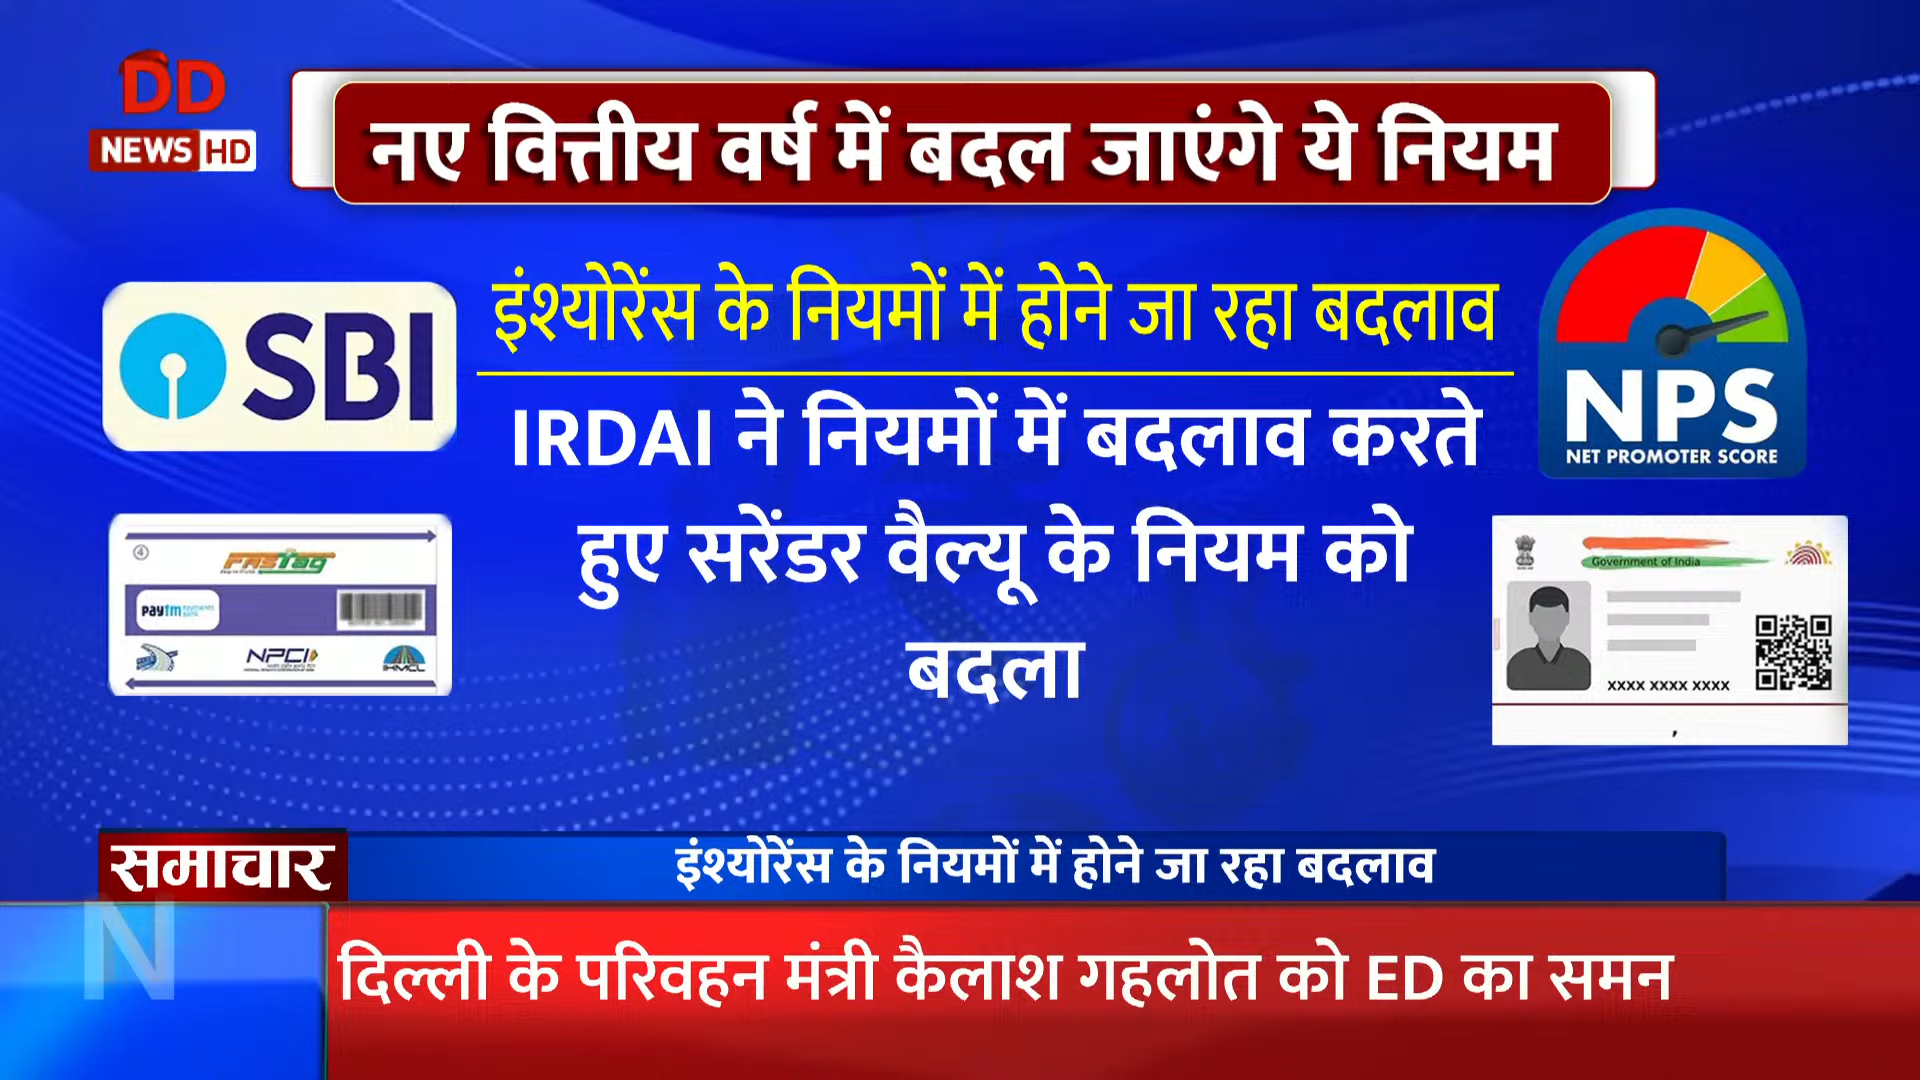 DD
NEWS HD
नए वित्तीय वर्ष में बदल जाएंगे ये नियम
SBI
इंश्योरेंस के नियमों में होने जा रहा बदलाव
IRDAI ने नियमों में बदलाव करते
हुए सरेंडर वैल्यू के नियम को
बदला
NPS
NET PROMOTER SCORE
4
FASTag
paytm
NPCI
IHMCL
Government of India
XXXX XXXX XXXX
समाचार
इंश्योरेंस के नियमों में होने जा रहा बदलाव
N
दिल्ली के परिवहन मंत्री कैलाश गहलोत को ED का समन